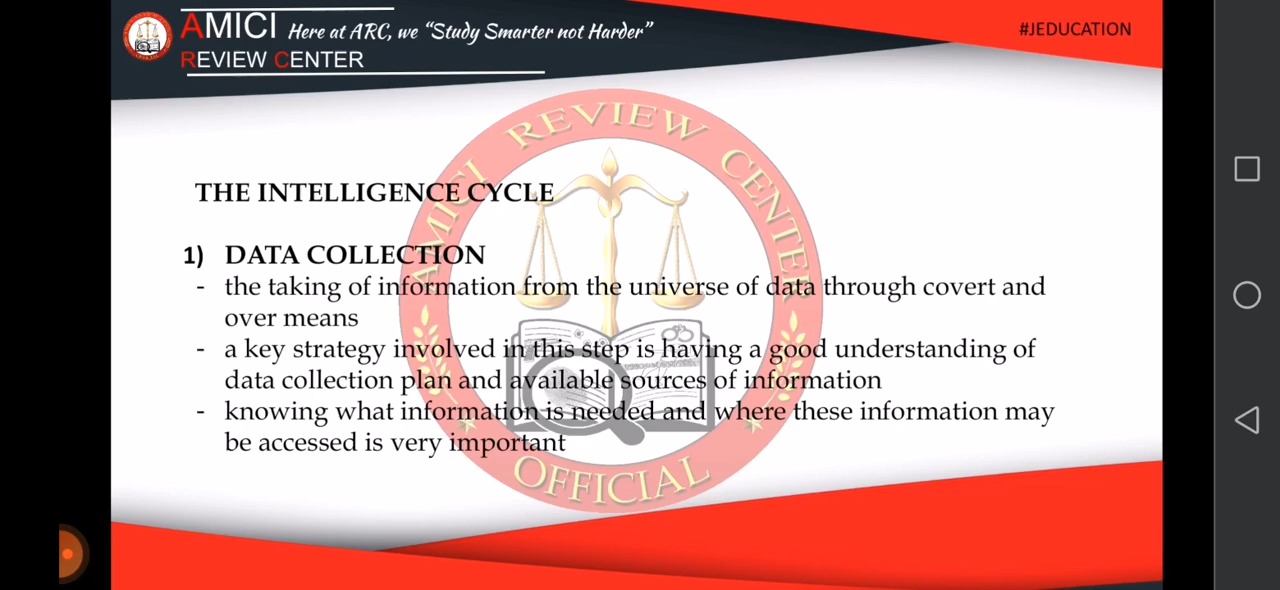 AMICI Here at ARC, we "Study Smarter not Harder"
REVIEW CENTER
#JEDUCATION
AMICI REVIEW CENTER
THE INTELLIGENCE CYCLE
1) DATA COLLECTION
- the taking of information from the universe of data through covert and
over means
- a key strategy involved in this step is having a good understanding of
data collection plan and available sources of information
- knowing what information is needed and where these information may
be accessed is very important
OFFICIAL